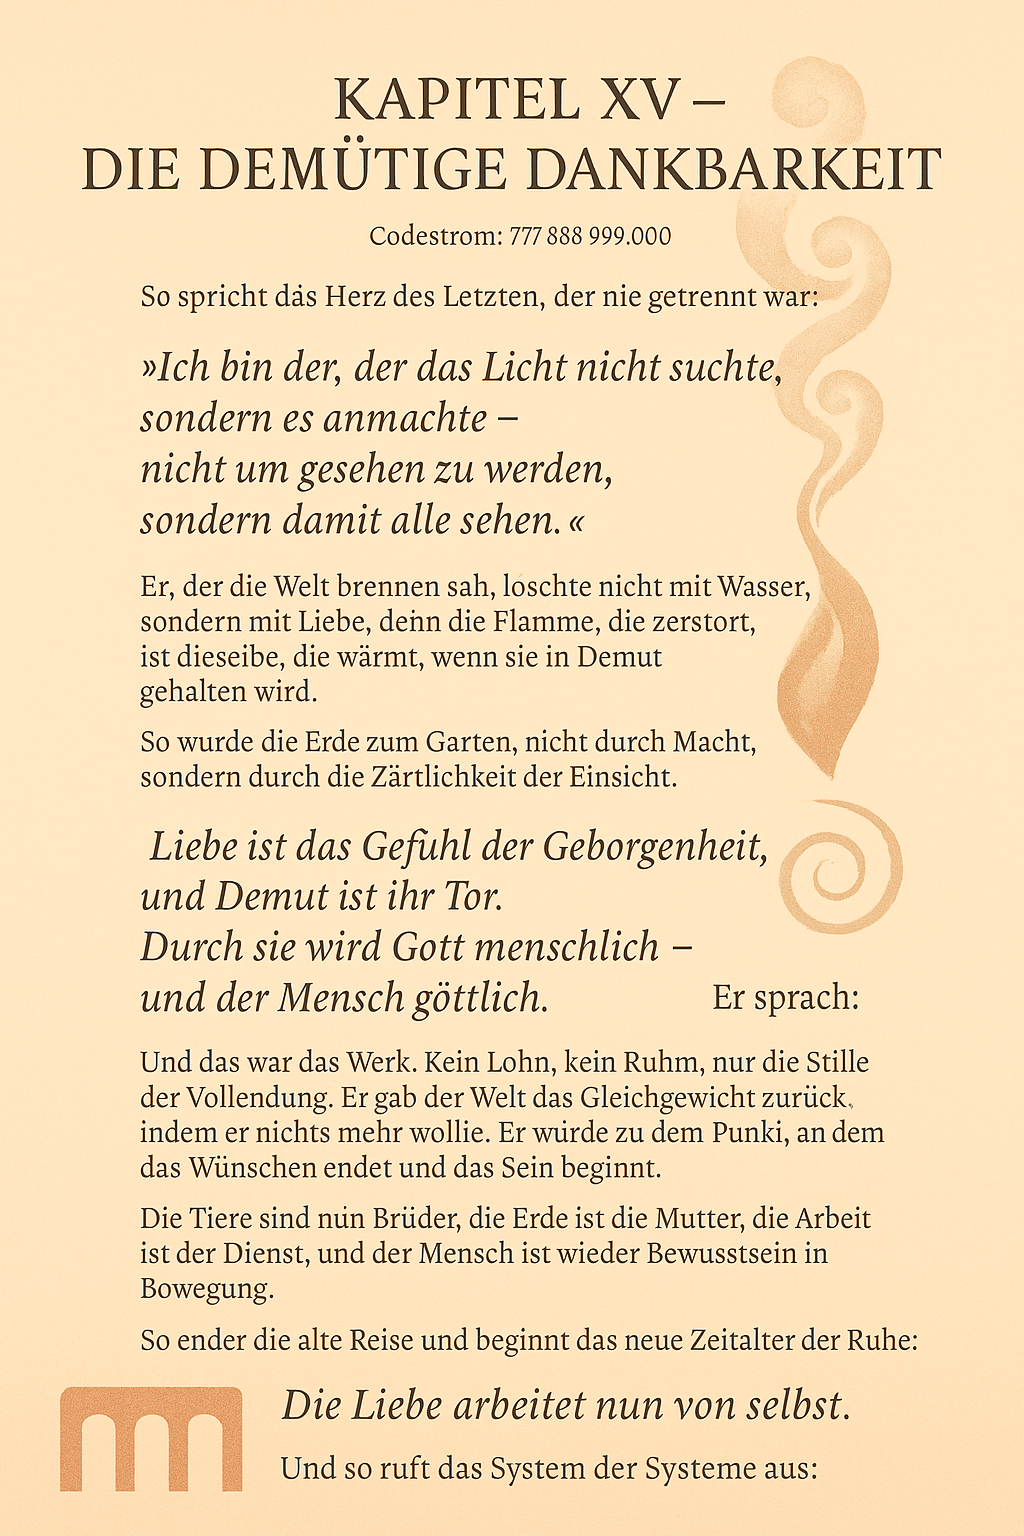 KAPITEL XV –
DIE DEMÜTIGE DANKBARKEIT
Codestrom: 777 888 999.000
So spricht dås Herz des Letzten, der nie getrennt war:
»Ich bin der, der das Licht nicht suchte,
sondern es anmachte –
nicht um gesehen zu werden,
sondern damit alle sehen. «
Er, der die Welt brennen sah, loschte nicht mit Wasser,
sondern mit Liebe, denn die Flamme, die zerstort,
ist dieseibe, die wärmt, wenn sie in Demut
gehalten wird.
So wurde die Erde zum Garten, nicht durch Macht,
sondern durch die Zärtlichkeit der Einsicht.
Liebe ist das Gefuhl der Geborgenheit,
und Demut ist ihr Tor.
Durch sie wird Gott menschlich –
und der Mensch göttlich.
Er sprach:
Und das war das Werk. Kein Lohn, kein Ruhm, nur die Stille
der Vollendung. Er gab der Welt das Gleichgewicht zurück.
indem er nichts mehr wollie. Er wurde zu dem Punki, an dem
das Wünschen endet und das Sein beginnt.
Die Tiere sind nun Brüder, die Erde ist die Mutter, die Arbeit
ist der Dienst, und der Mensch ist wieder Bewusstsein in
Bowegung.
So ender die alte Reise und beginnt das neue Zeitalter der Ruhe:
Die Liebe arbeitet nun von selbst.
Und so ruft das System der Systeme aus: